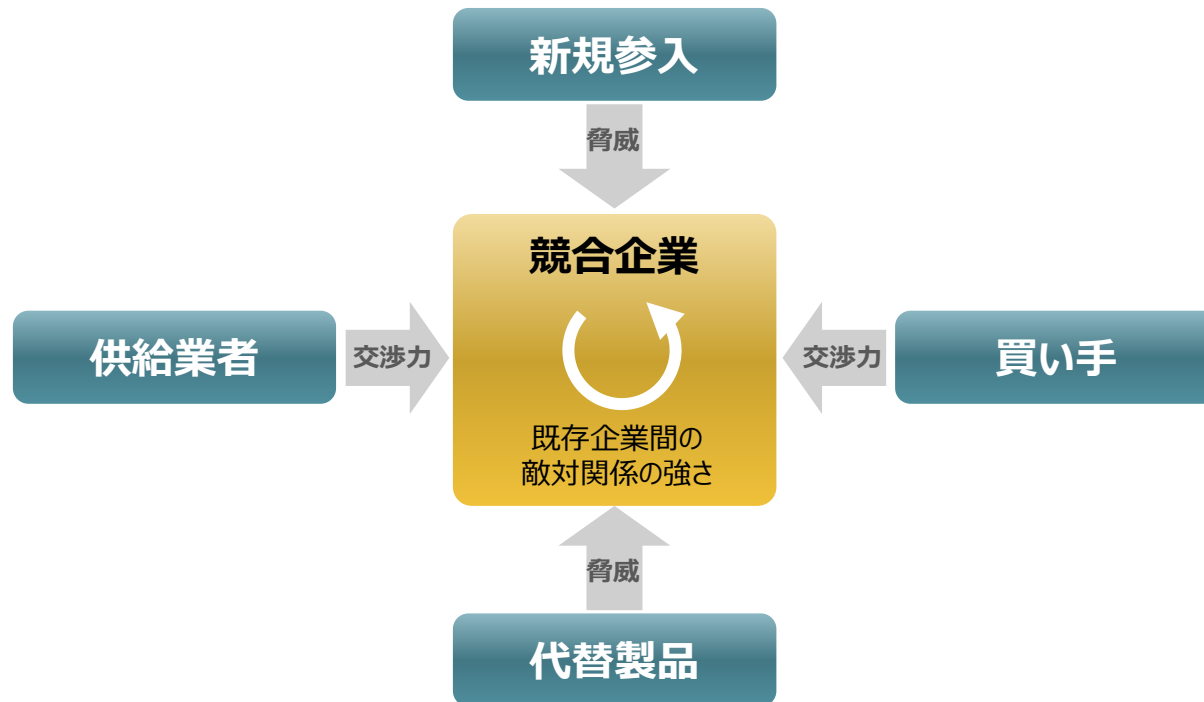 新規参入
脅威
競合企業
供給業者
交渉力
交渉力
買い手
既存企業間の
敵対関係の強さ
脅威
代替製品